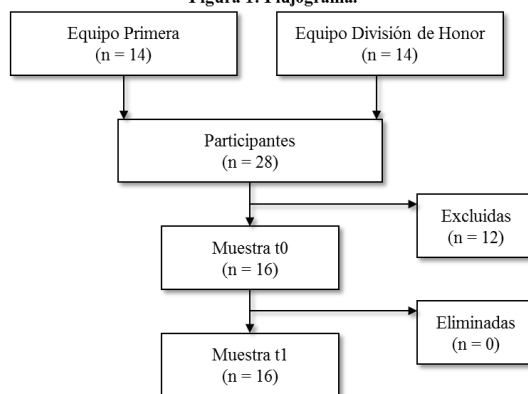 Figura 1. Flujograma.
Equipo Primera
(n = 14)
Equipo División de Honor
(n = 14)
Participantes
(n = 28)
Excluidas
(n = 12)
Muestra t0
(n = 16)
Eliminadas
(n = 0)
Muestra t1
(n = 16)